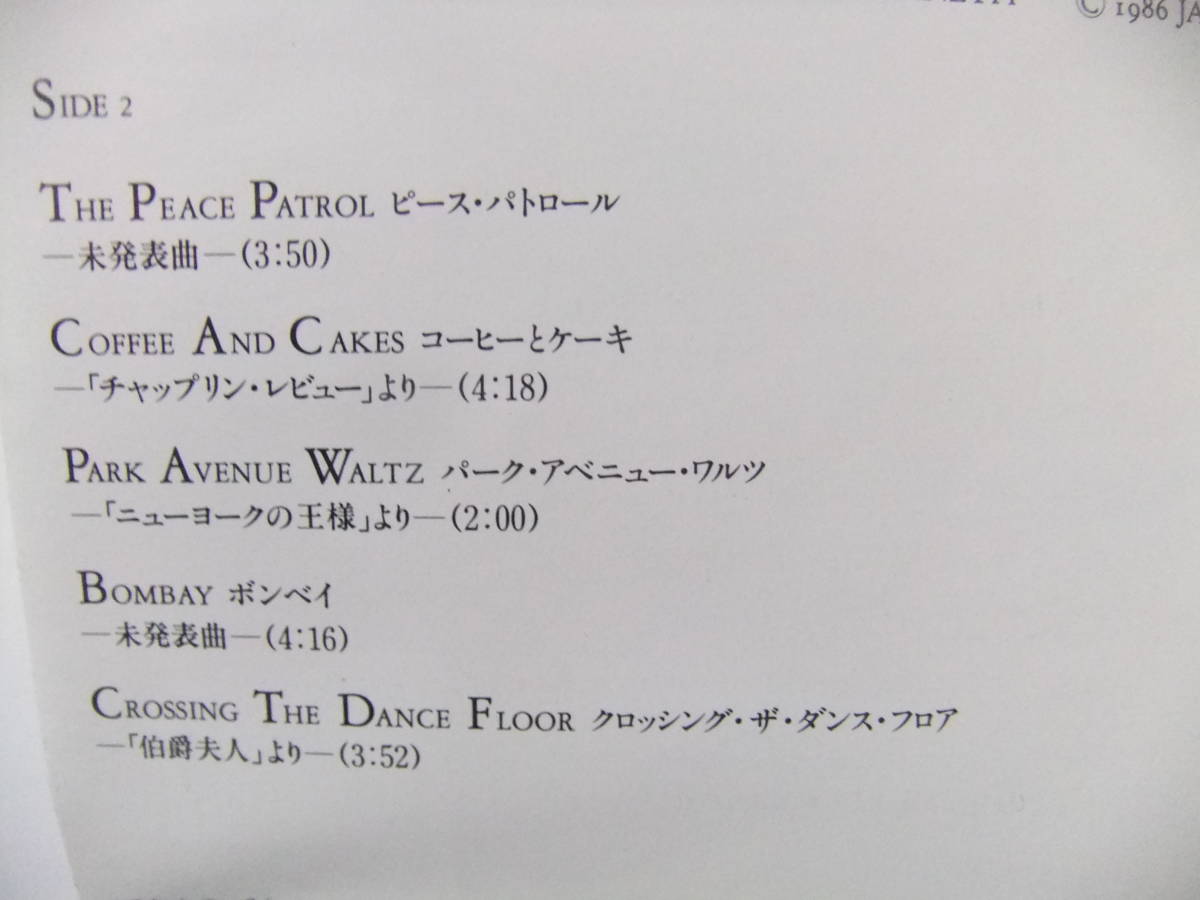 © 1986 JA
SIDE 2
THE PEACE PATROL ピース・パトロール
—未発表曲—(3:50)
COFFEE AND CAKES コーヒーとケーキ
—「チャップリン・レビュー」より—(4:18)
PARK AVENUE WALTZ パーク・アベニュー・ワルツ
—「ニューヨークの王様」より—(2:00)
BOMBAY ボンベイ
—未発表曲—(4:16)
CROSSING THE DANCE FLOOR クロッシング・ザ・ダンス・フロア
—「伯爵夫人」より—(3:52)